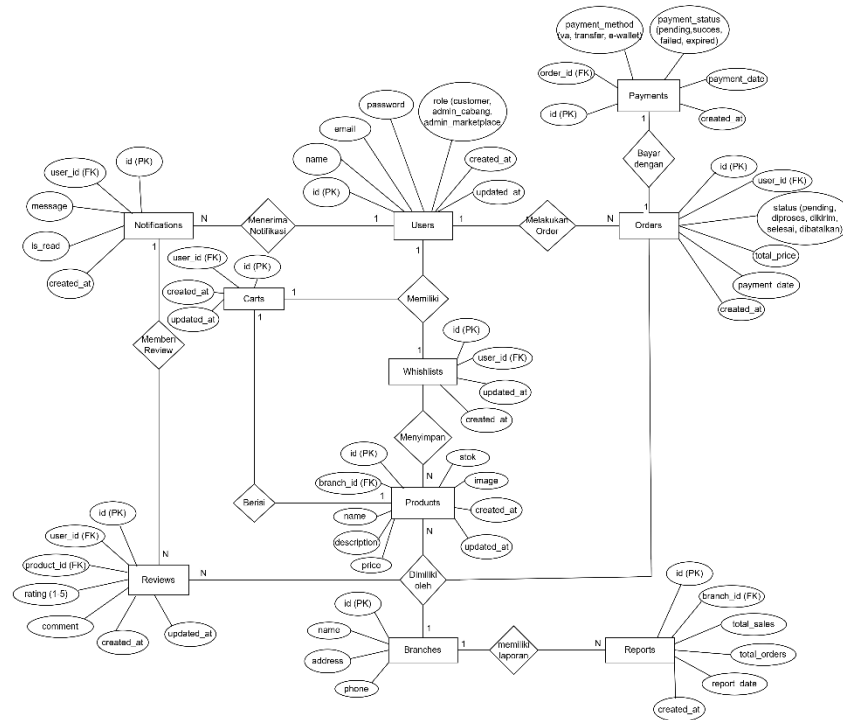 payment_method
(va, transfer, e-wallet)
payment_status
(pending,succes,
failed, expired)
order_id (FK)
payment_date
Payments
id (PK)
created_at
1
Bayar
dengan
1
password
role (customer,
admin_cabang,
admin_marketplace
email
name
created_at
id (PK)
updated_at
user_id (FK)
id (PK)
message
is_read
created_at
Notifications
N
Menerima
Notifikasi
1
Users
1
Melakukan
Order
N
Orders
id (PK)
user_id (FK)
status (pending,
diproses, dikirim,
selesai, dibatalkan)
total_price
payment_date
created_at
1
1
user_id (FK)
id (PK)
created_at
updated_at
Carts
1
1
Memiliki
1
Memberi
Review
Whishlists
id (PK)
user_id (FK)
updated_at
created_at
Menyimpan
N
id (PK)
stok
branch_id (FK)
image
name
created_at
description
updated_at
price
Berisi
1
Products
N
id (PK)
user_id (FK)
product_id (FK)
rating (1-5)
comment
created_at
updated_at
N
Reviews
N
Dimiliki
oleh
1
id (PK)
name
address
phone
Branches
1
memiliki
laporan
N
Reports
id (PK)
branch_id (FK)
total_sales
total_orders
report_date
created_at